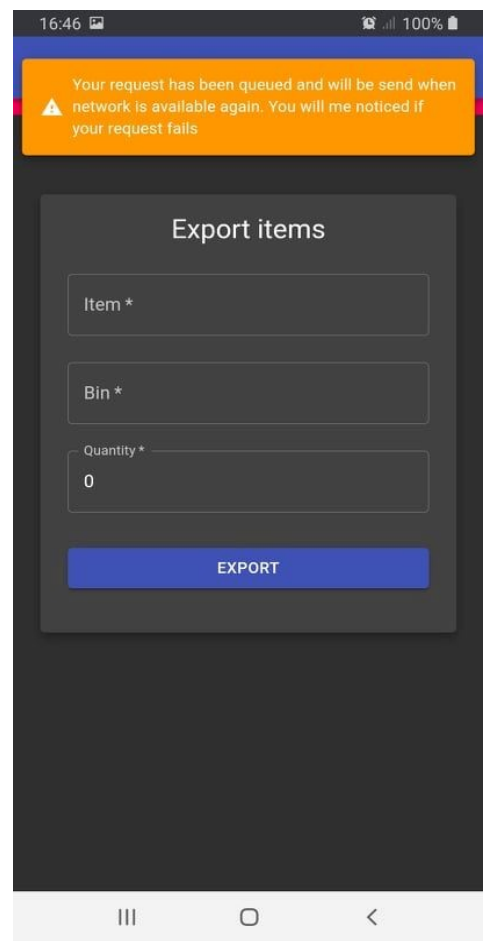 16:46
100%
Your request has been queued and will be send when
network is available again. You will me noticed if
your request fails
Export items
Item *
Bin *
Quantity *
0
EXPORT